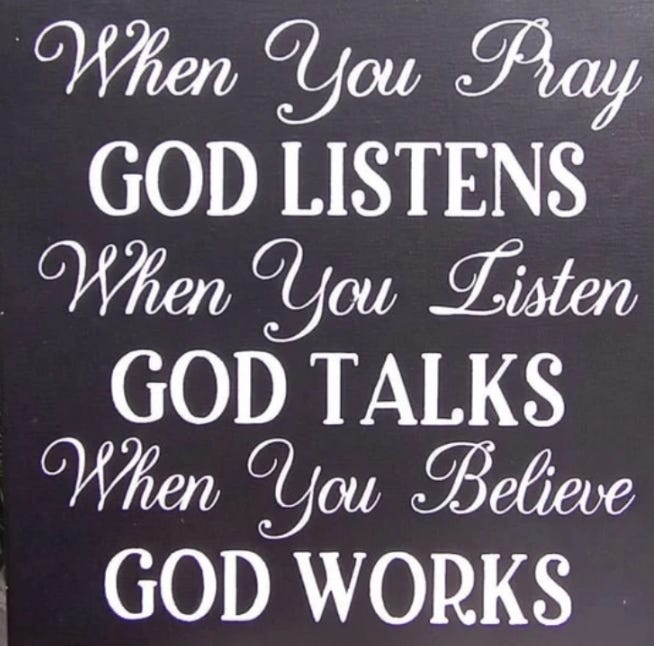 When You Pray
GOD LISTENS
When You Listen
GOD TALKS
When You Believe
GOD WORKS